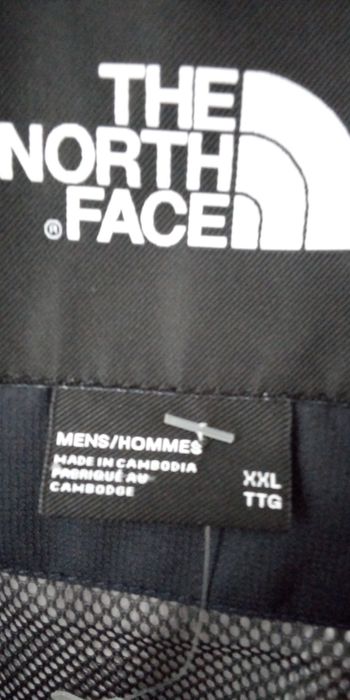 THE
NORTH
® FACE
MENS/HOMMES
MADE IN CAMBODIA
FABRIQUÉ AU
CAMBODGE
XXL
TTG